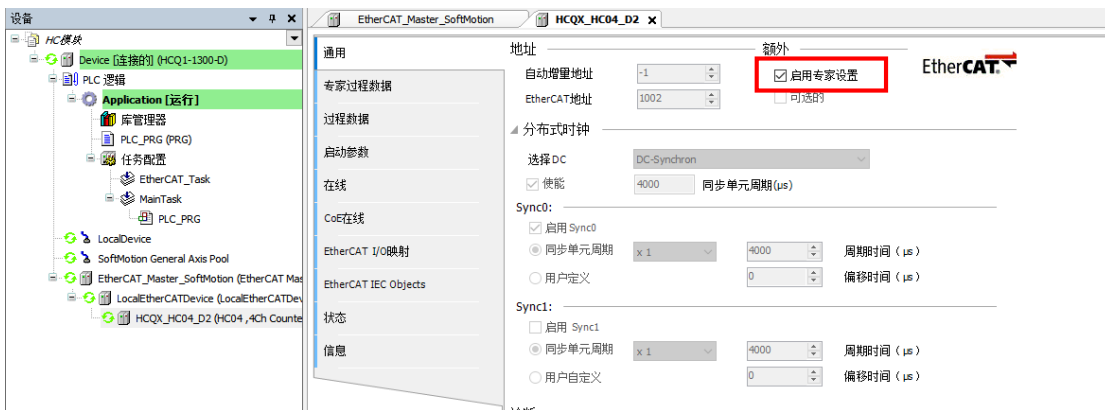 设备
HC模块
Device [连接的] (HCQ1-1300-D)
PLC 逻辑
Application [运行]
库管理器
PLC_PRG (PRG)
任务配置
EtherCAT_Task
MainTask
PLC_PRG
LocalDevice
SoftMotion General Axis Pool
EtherCAT_Master_SoftMotion (EtherCAT Mas
LocalEtherCATDevice (LocalEtherCATDev
HCQX_HC04_D2 (HC04 ,4Ch Counte
EtherCAT_Master_SoftMotion
HCQX_HC04_D2
通用
专家过程数据
过程数据
启动参数
在线
CoE在线
EtherCAT I/O映射
EtherCAT IEC Objects
状态
信息
地址
额外
自动增量地址 -1
启用专家设置
EtherCAT.
EtherCAT地址 1002
可选的
分布式时钟
选择DC DC-Synchron
使能 4000 同步单元周期(μs)
Sync0:
启用 Sync0
同步单元周期 x 1 4000 周期时间（μs）
用户定义 0 偏移时间（μs）
Sync1:
启用 Sync1
同步单元周期 x 1 4000 周期时间（μs）
用户自定义 0 偏移时间（μs）